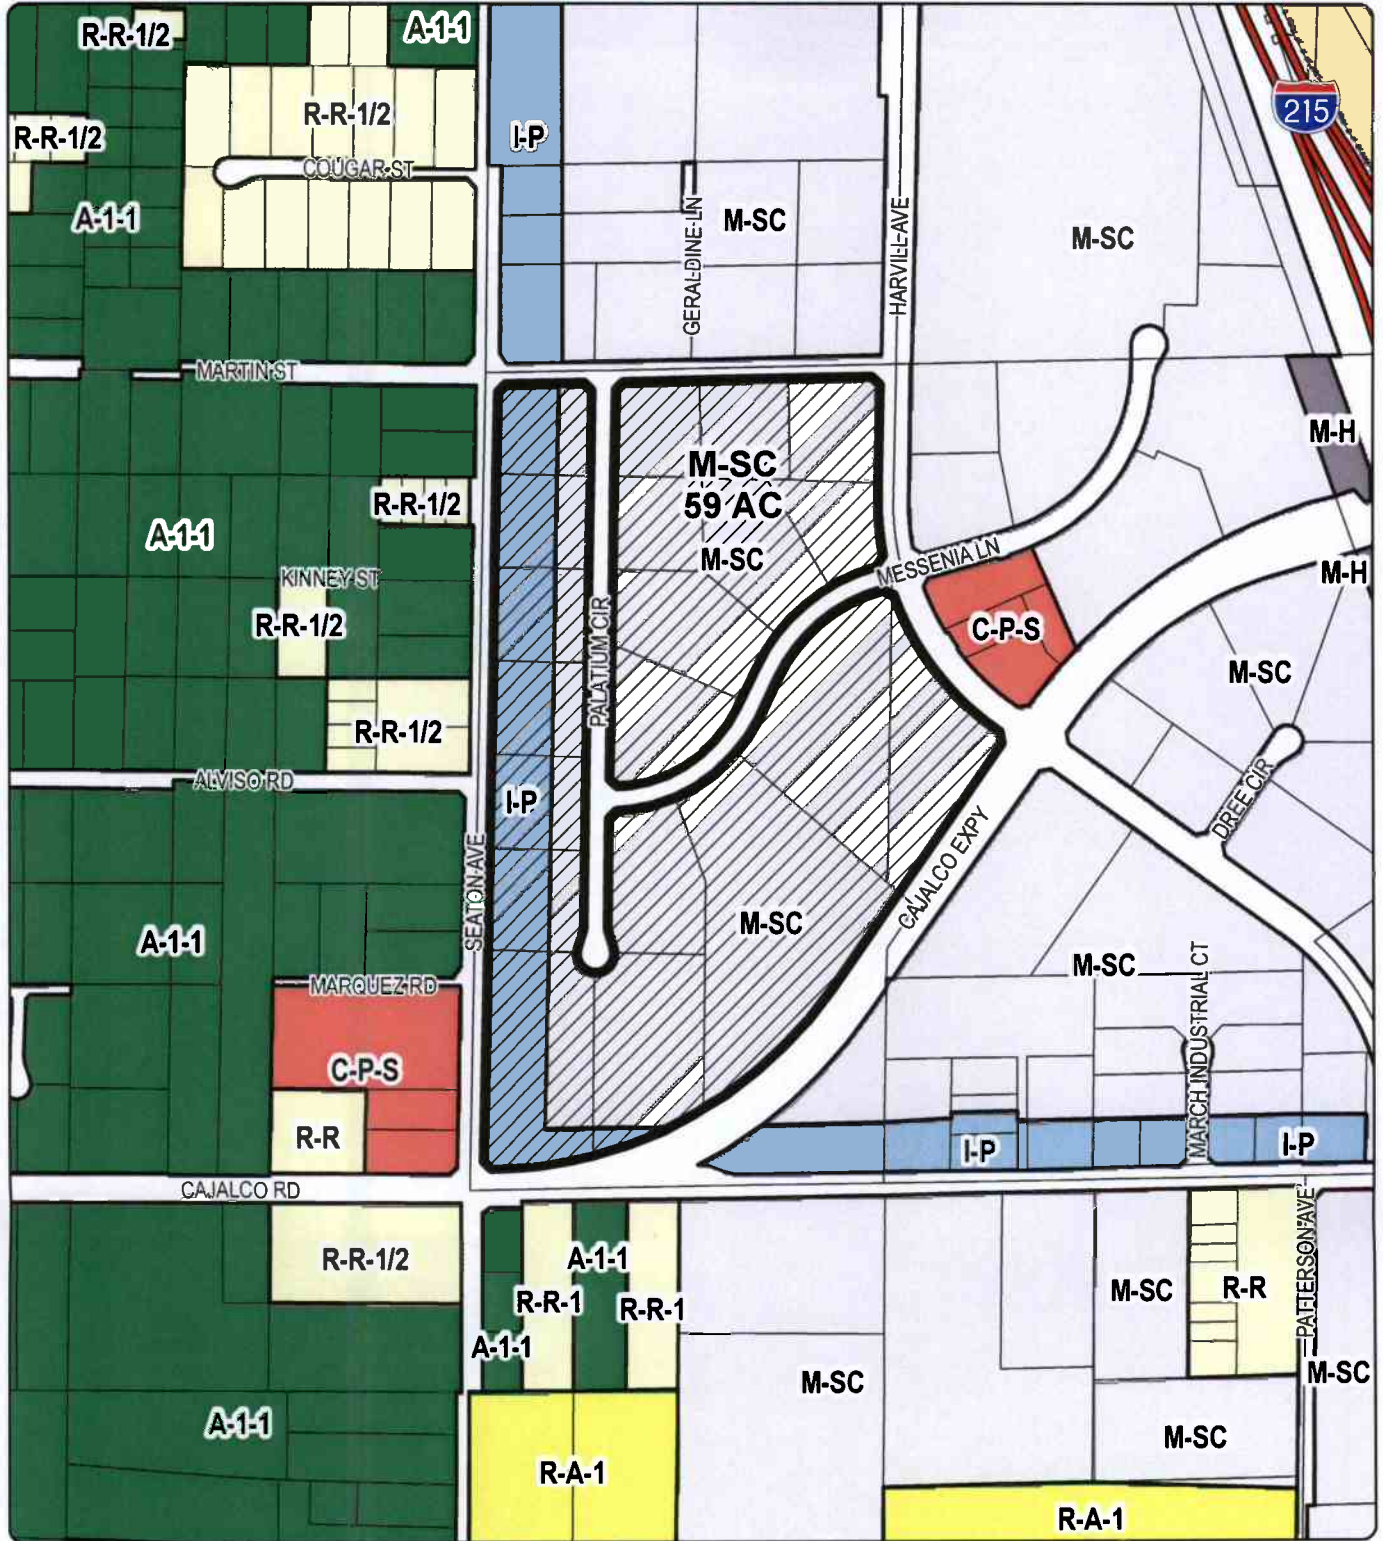 R-R-1/2
A-1-1
R-R-1/2
I-P
215
R-R-1/2
COUGAR ST
A-1-1
GERALDINE LN
M-SC
HARVILL AVE
M-SC
MARTIN ST
M-H
M-SC
59 AC
R-R-1/2
A-1-1
M-SC
MESSENIA LN
KINNEY ST
M-H
R-R-1/2
C-P-S
PALATIUM CIR
M-SC
R-R-1/2
ALVISO RD
I-P
DREE CIR
SEATON AVE
CAJALCO EXPY
A-1-1
M-SC
M-SC
MARQUEZ RD
MARCH INDUSTRIAL CT
C-P-S
R-R
I-P
I-P
CAJALCO RD
R-R-1/2
A-1-1
R-R-1
R-R-1
A-1-1
M-SC
R-R
PATTERSON AVE
M-SC
M-SC
A-1-1
M-SC
R-A-1
R-A-1